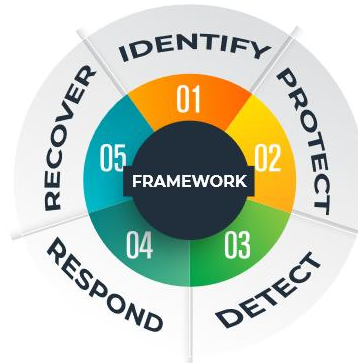 IDENTIFY
01
PROTECT
02
DETECT
03
RESPOND
04
RECOVER
05
FRAMEWORK